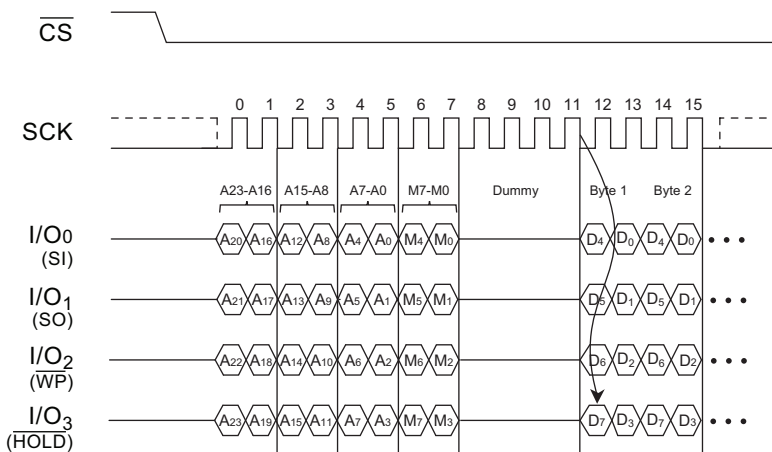 CS
0 1 2 3 4 5 6 7 8 9 10 11 12 13 14 15
SCK
A23-A16 A15-A8 A7-A0 M7-M0 Dummy Byte 1 Byte 2
I/O0 A20 A16 A12 A8 A4 A0 M4 M0 D4 D0 D4 D0
(SI)
I/O1 A21 A17 A13 A9 A5 A1 M5 M1 D5 D1 D5 D1
(SO)
I/O2 A22 A18 A14 A10 A6 A2 M6 M2 D6 D2 D6 D2
(WP)
I/O3 A23 A19 A15 A11 A7 A3 M7 M3 D7 D3 D7 D3
(HOLD)